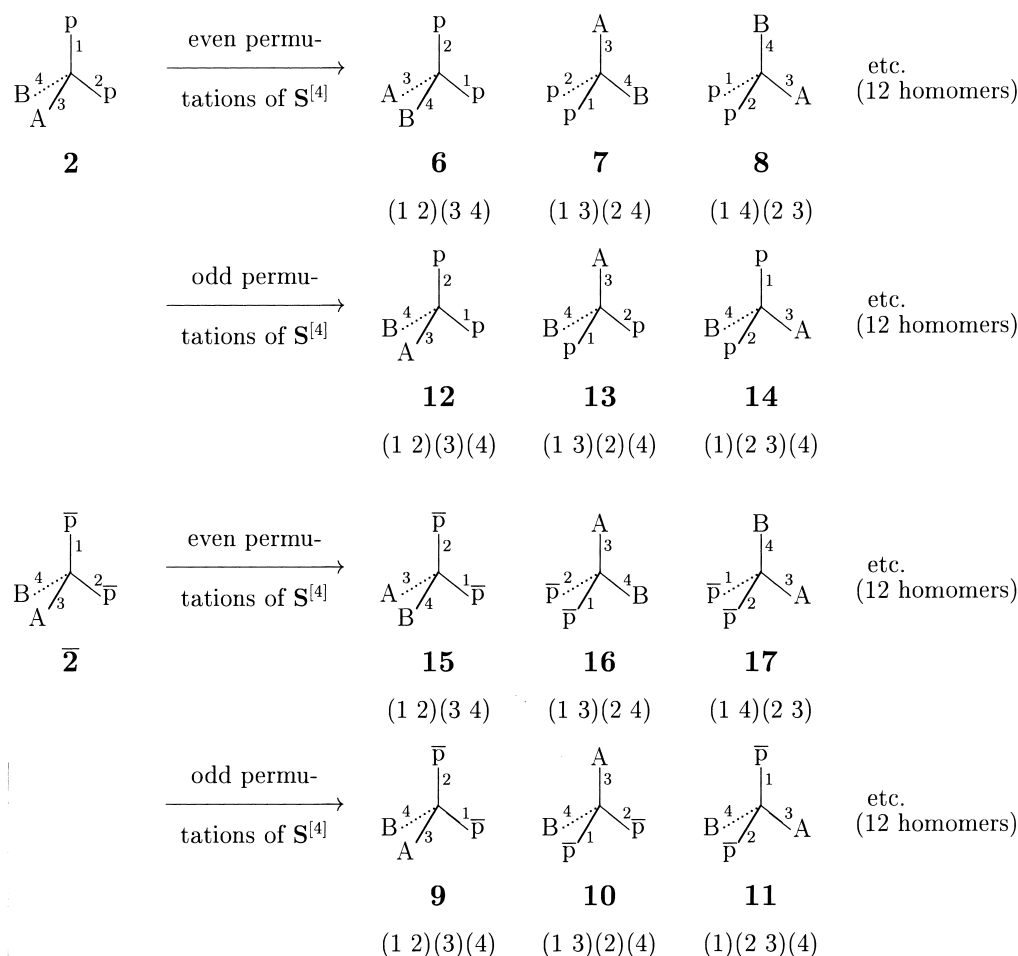 p p A B
1 2 3 4
even permu-
B 4 2 p A 3 1 p p 2 4 B p 1 3 A etc.
A 3 B 4 p 1 p 2 (12 homomers)
tations of S[4]
2 6 7 8
(1 2)(3 4) (1 3)(2 4) (1 4)(2 3)
p A p
2 3 1
odd permu-
B 4 1 p B 4 2 p B 4 3 A etc.
A 3 p 1 p 2 (12 homomers)
tations of S[4]
12 13 14
(1 2)(3)(4) (1 3)(2)(4) (1)(2 3)(4)
p̅ p̅ A B
1 2 3 4
even permu-
B 4 2 p̅ A 3 1 p̅ p̅ 2 4 B p̅ 1 3 A etc.
A 3 B 4 p̅ 1 p̅ 2 (12 homomers)
tations of S[4]
2̅ 15 16 17
(1 2)(3 4) (1 3)(2 4) (1 4)(2 3)
p̅ A p̅
2 3 1
odd permu-
B 4 1 p̅ B 4 2 p̅ B 4 3 A etc.
A 3 p̅ 1 p̅ 2 (12 homomers)
tations of S[4]
9 10 11
(1 2)(3)(4) (1 3)(2)(4) (1)(2 3)(4)